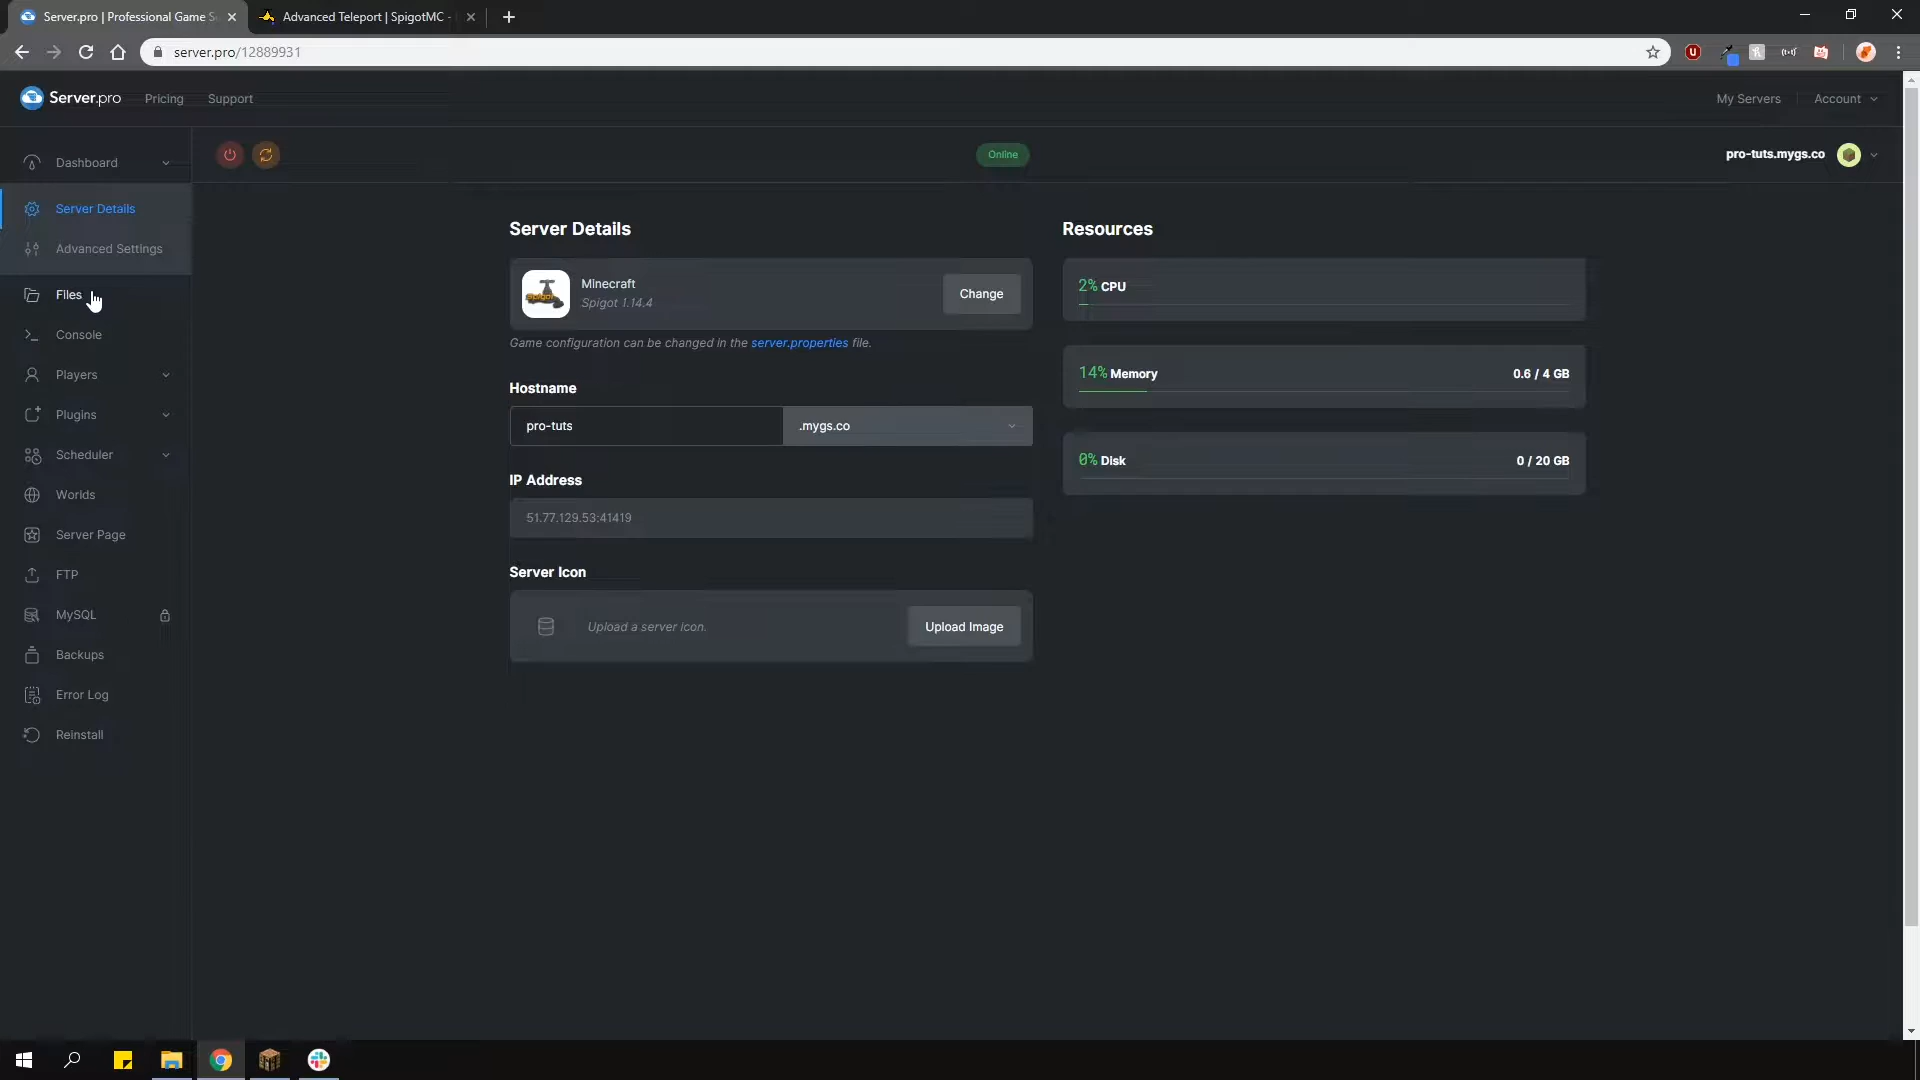 Server.pro | Professional Game S
Advanced Teleport | SpigotMC -
server.pro/12889931
Server.pro
Pricing
Support
My Servers
Account
Dashboard
Online
pro-tuts.mygs.co
Server Details
Advanced Settings
Files
Console
Players
Plugins
Scheduler
Worlds
Server Page
FTP
MySQL
Backups
Error Log
Reinstall
Server Details
Minecraft
Spigot 1.14.4
Change
Game configuration can be changed in the server.properties file.
Hostname
pro-tuts
.mygs.co
IP Address
51.77.129.53:41419
Server Icon
Upload a server icon.
Upload Image
Resources
2% CPU
14% Memory
0.6 / 4 GB
0% Disk
0 / 20 GB